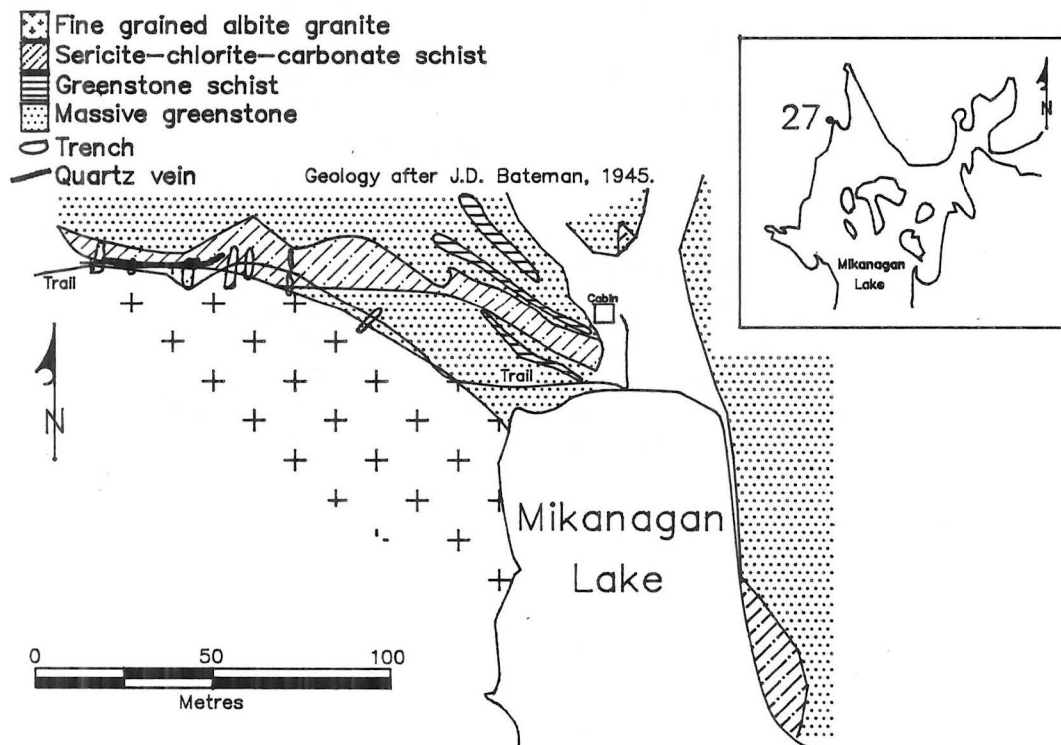 Fine grained albite granite
Sericite-chlorite-carbonate schist
Greenstone schist
Massive greenstone
Trench
Quartz vein
Geology after J.D. Bateman, 1945.
27
N
Mikanagan
Lake
Trail
Cabin
Trail
N
Mikanagan
Lake
0 50 100
Metres